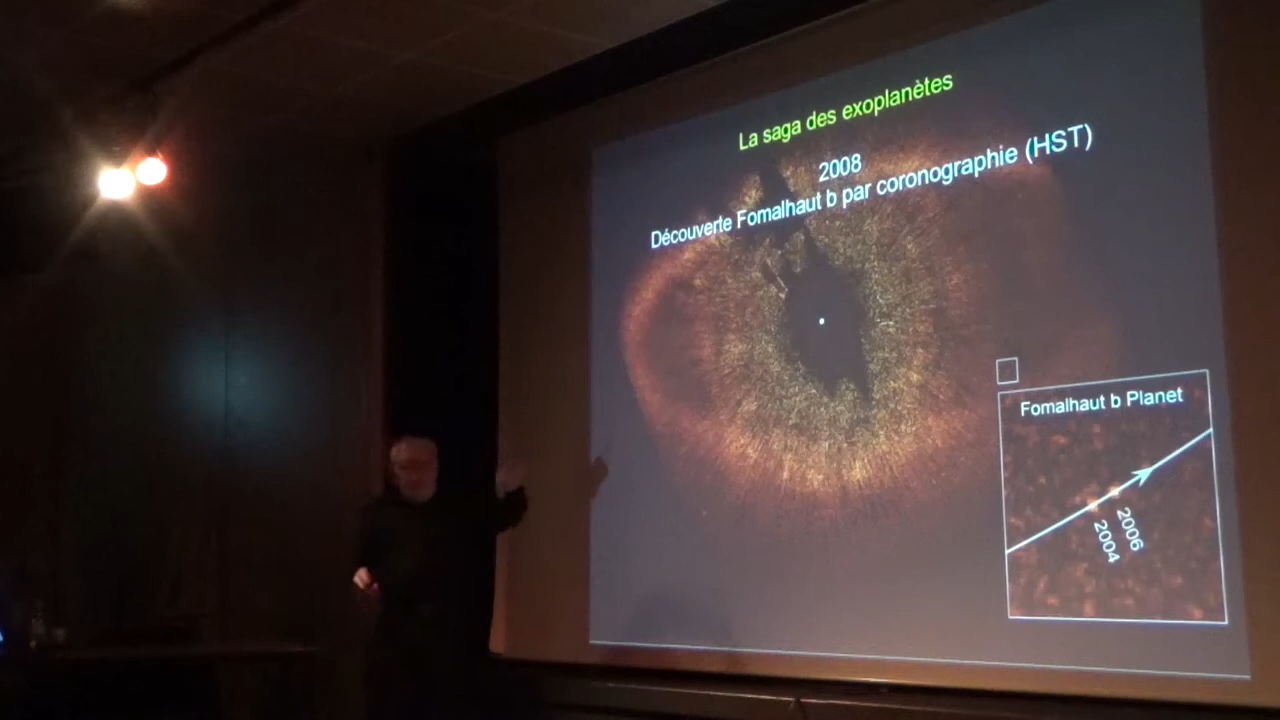 La saga des exoplanètes
2008
Découverte Fomalhaut b par coronographie (HST)
Fomalhaut b Planet
2006
2004